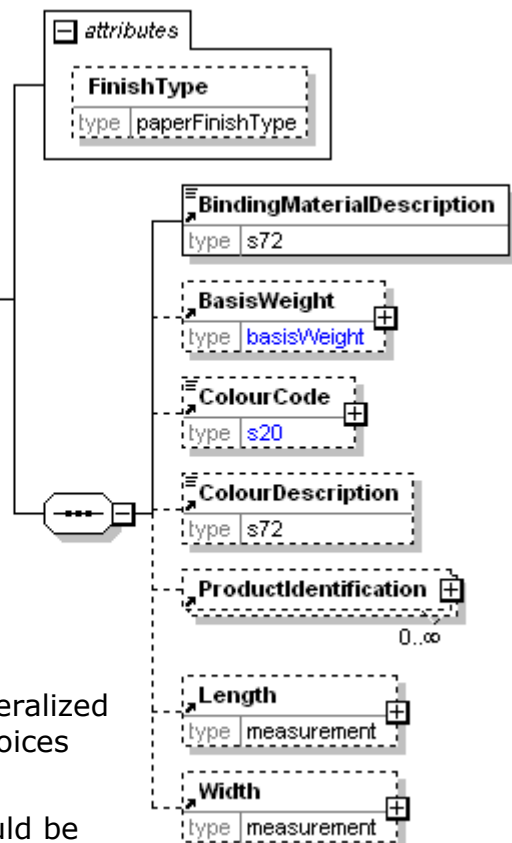 attributes
FinishType
type paperFinishType
BindingMaterialDescription
type s72
BasisWeight
type basisWeight
ColourCode
type s20
ColourDescription
type s72
ProductIdentification
0..∞
Length
type measurement
Width
type measurement